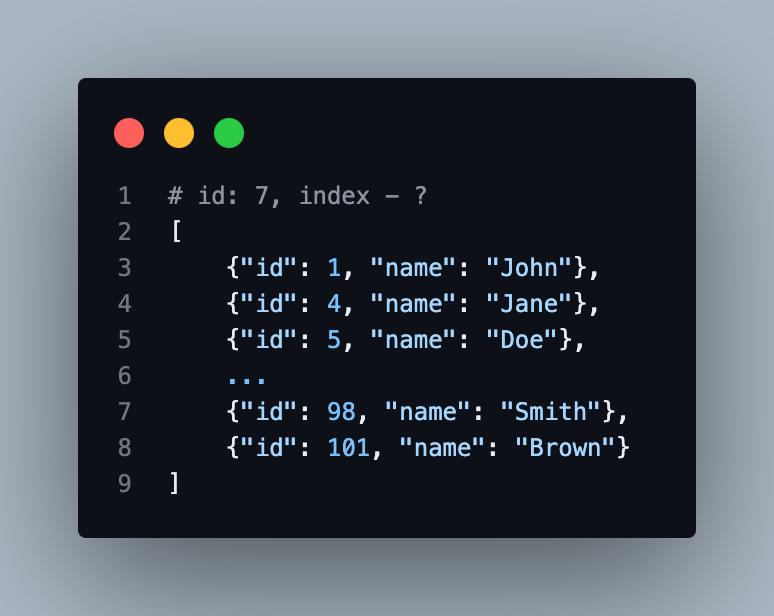 1 # id: 7, index - ?
2 [
3 {"id": 1, "name": "John"},
4 {"id": 4, "name": "Jane"},
5 {"id": 5, "name": "Doe"},
6 ...
7 {"id": 98, "name": "Smith"},
8 {"id": 101, "name": "Brown"}
9 ]